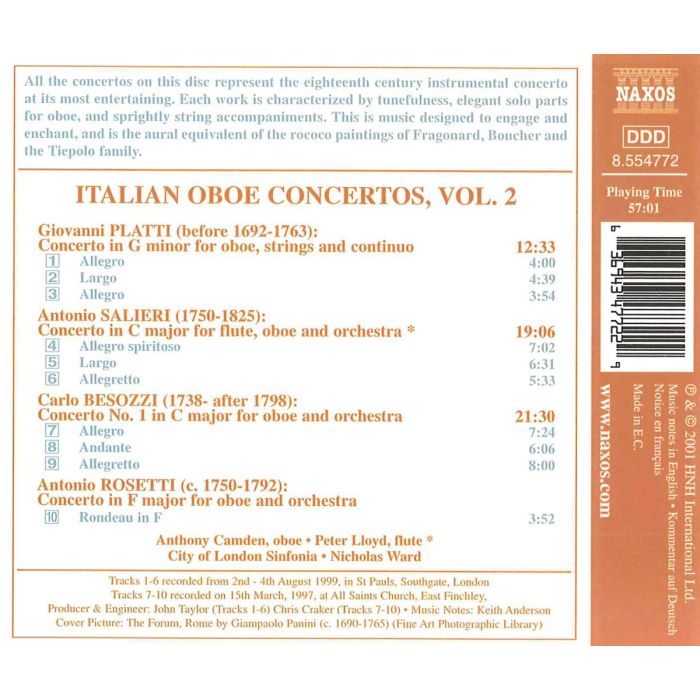 All the concertos on this disc represent the eighteenth century instrumental concerto
at its most entertaining. Each work is characterized by tunefulness, elegant solo parts
for oboe, and sprightly string accompaniments. This is music designed to engage and
enchant, and is the aural equivalent of the rococo paintings of Fragonard, Boucher and
the Tiepolo family.
ITALIAN OBOE CONCERTOS, VOL. 2
Giovanni PLATTI (before 1692-1763):
Concerto in G minor for oboe, strings and continuo 12:33
1 Allegro 4:00
2 Largo 4:39
3 Allegro 3:54
Antonio SALIERI (1750-1825):
Concerto in C major for flute, oboe and orchestra * 19:06
4 Allegro spiritoso 7:02
5 Largo 6:31
6 Allegretto 5:33
Carlo BESOZZI (1738- after 1798):
Concerto No. 1 in C major for oboe and orchestra 21:30
7 Allegro 7:24
8 Andante 6:06
9 Allegretto 8:00
Antonio ROSETTI (c. 1750-1792):
Concerto in F major for oboe and orchestra
10 Rondeau in F 3:52
Anthony Camden, oboe • Peter Lloyd, flute *
City of London Sinfonia • Nicholas Ward
Tracks 1-6 recorded from 2nd - 4th August 1999, in St Pauls, Southgate, London
Tracks 7-10 recorded on 15th March, 1997, at All Saints Church, East Finchley,
Producer & Engineer: John Taylor (Tracks 1-6) Chris Craker (Tracks 7-10) • Music Notes: Keith Anderson
Cover Picture: The Forum, Rome by Giampaolo Panini (c. 1690-1765) (Fine Art Photographic Library)
NAXOS
DDD
8.554772
Playing Time
57:01
6 36943 47722 9
℗ & © 2001 HNH International Ltd.
Music notes in English • Kommentar auf Deutsch
Notice en français
Made in E.C.
www.naxos.com